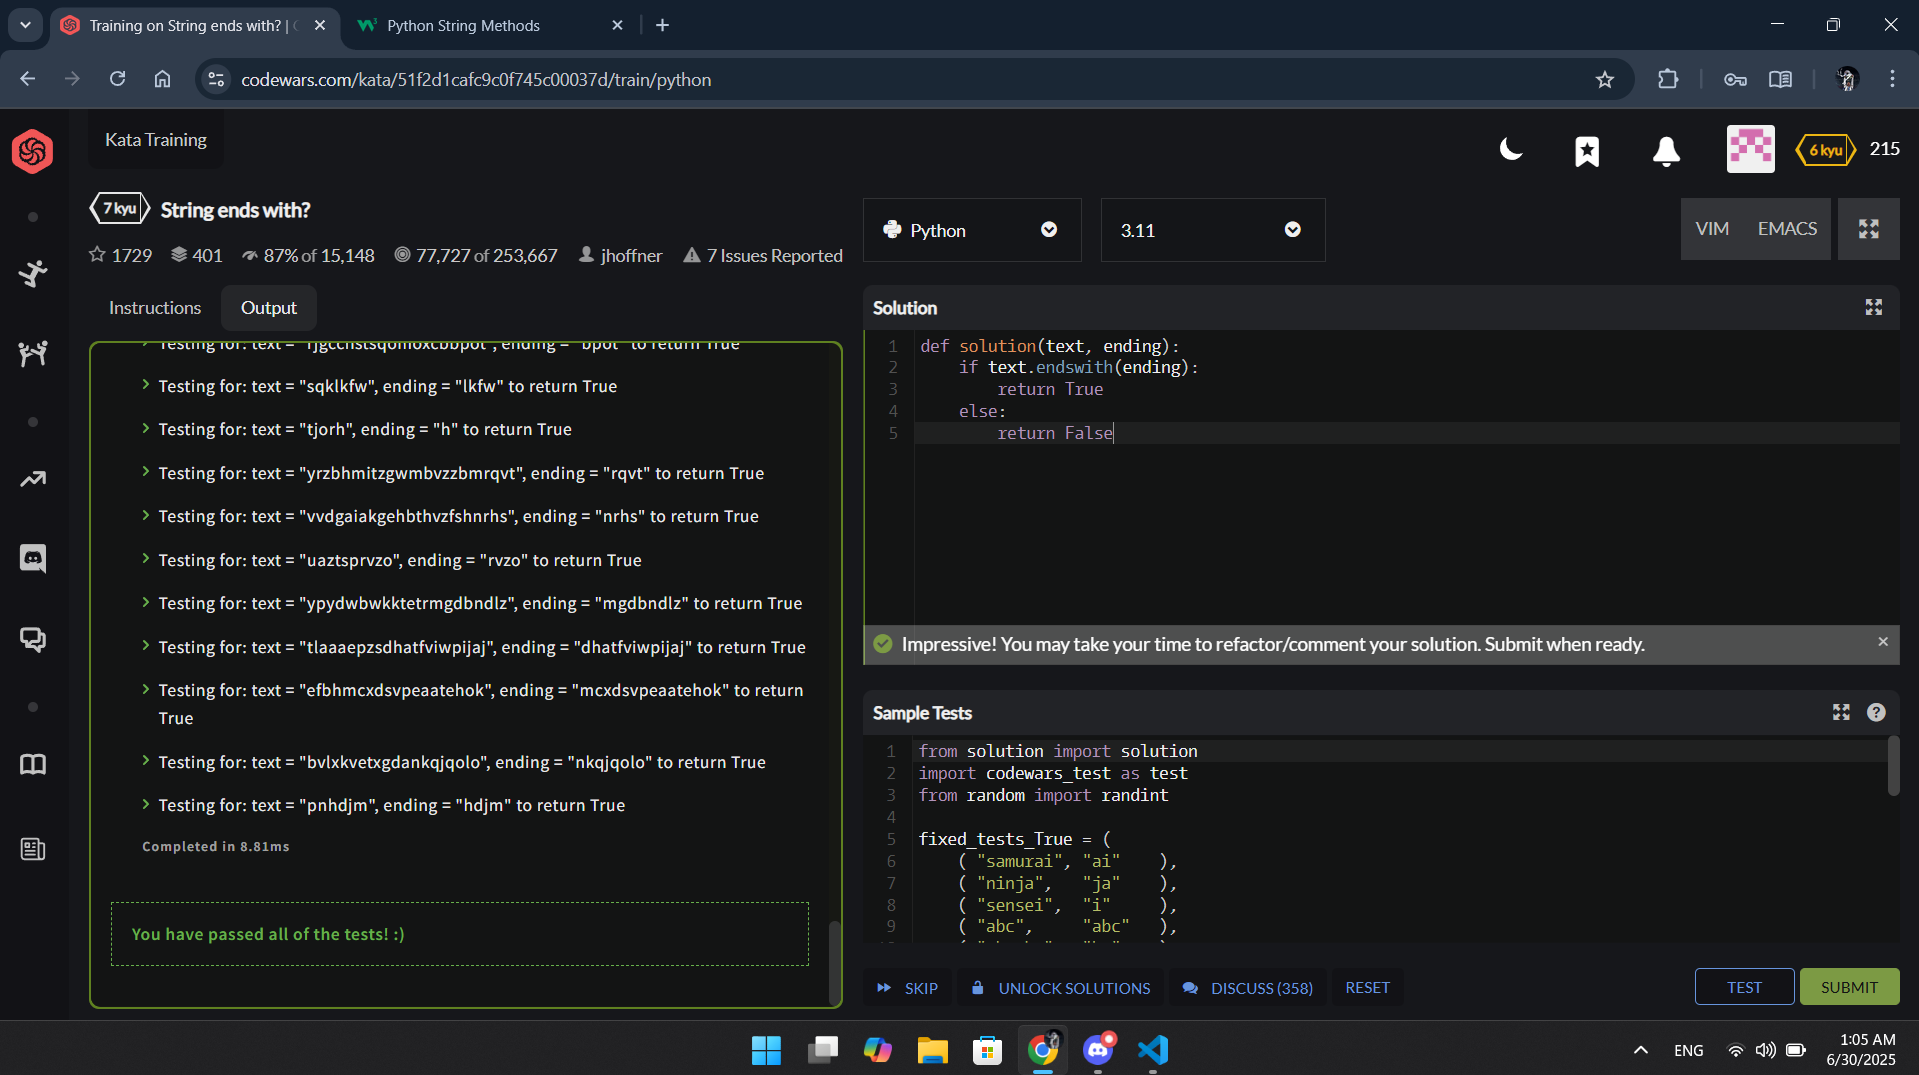 Training on String ends with? |
Python String Methods
codewars.com/kata/51f2d1cafc9c0f745c00037d/train/python
Kata Training
6 kyu
215
7 kyu
String ends with?
1729
401
87% of 15,148
77,727 of 253,667
jhoffner
7 Issues Reported
Python
3.11
VIM
EMACS
Instructions
Output
Testing for: text = "sqklkfw", ending = "lkfw" to return True
Testing for: text = "tjorh", ending = "h" to return True
Testing for: text = "yrzbhmitzgwmbvzzbmrqvt", ending = "rqvt" to return True
Testing for: text = "vvdgaiakgehbthvzfshnrhs", ending = "nrhs" to return True
Testing for: text = "uaztsprvzo", ending = "rvzo" to return True
Testing for: text = "ypydwbwkktetrmgdbndlz", ending = "mgdbndlz" to return True
Testing for: text = "tlaaaepzsdhatfviwpijaj", ending = "dhatfviwpijaj" to return True
Testing for: text = "efbhmcxdsvpeaatehok", ending = "mcxdsvpeaatehok" to return
True
Testing for: text = "bvlxkvetxgdankqjqolo", ending = "nkqjqolo" to return True
Testing for: text = "pnhdjm", ending = "hdjm" to return True
Completed in 8.81ms
You have passed all of the tests! :)
Solution
1 def solution(text, ending):
2     if text.endswith(ending):
3         return True
4     else:
5         return False
Impressive! You may take your time to refactor/comment your solution. Submit when ready.
Sample Tests
1 from solution import solution
2 import codewars_test as test
3 from random import randint
4
5 fixed_tests_True = (
6     ( "samurai", "ai"    ),
7     ( "ninja",   "ja"    ),
8     ( "sensei",  "i"     ),
9     ( "abc",     "abc"   ),
SKIP
UNLOCK SOLUTIONS
DISCUSS (358)
RESET
TEST
SUBMIT
ENG
1:05 AM
6/30/2025